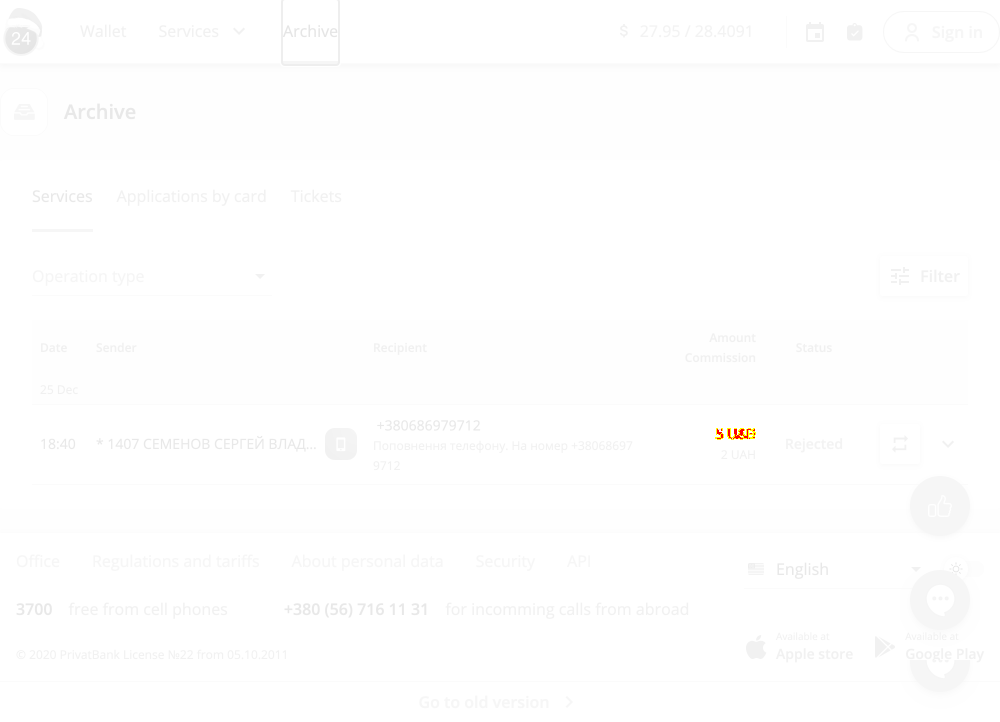 24
Wallet
Services
Archive
$ 27.95 / 28.4091
Sign In
Archive
Services
Applications by card
Tickets
Operation type
Filter
Date
Sender
Recipient
Amount
Commission
Status
25 Dec
18:40
* 1407 СЕМЕНОВ СЕРГЕЙ ВЛАД...
+380686979712
Поповнення телефону. На номер +38068697
9712
5 UAH
2 UAH
Rejected
Office
Regulations and tariffs
About personal data
Security
API
English
3700 free from cell phones
+380 (56) 716 11 31 for incomming calls from abroad
© 2020 PrivatBank License №22 from 05.10.2011
Available at
Apple store
Available at
Google Play
Go to old version